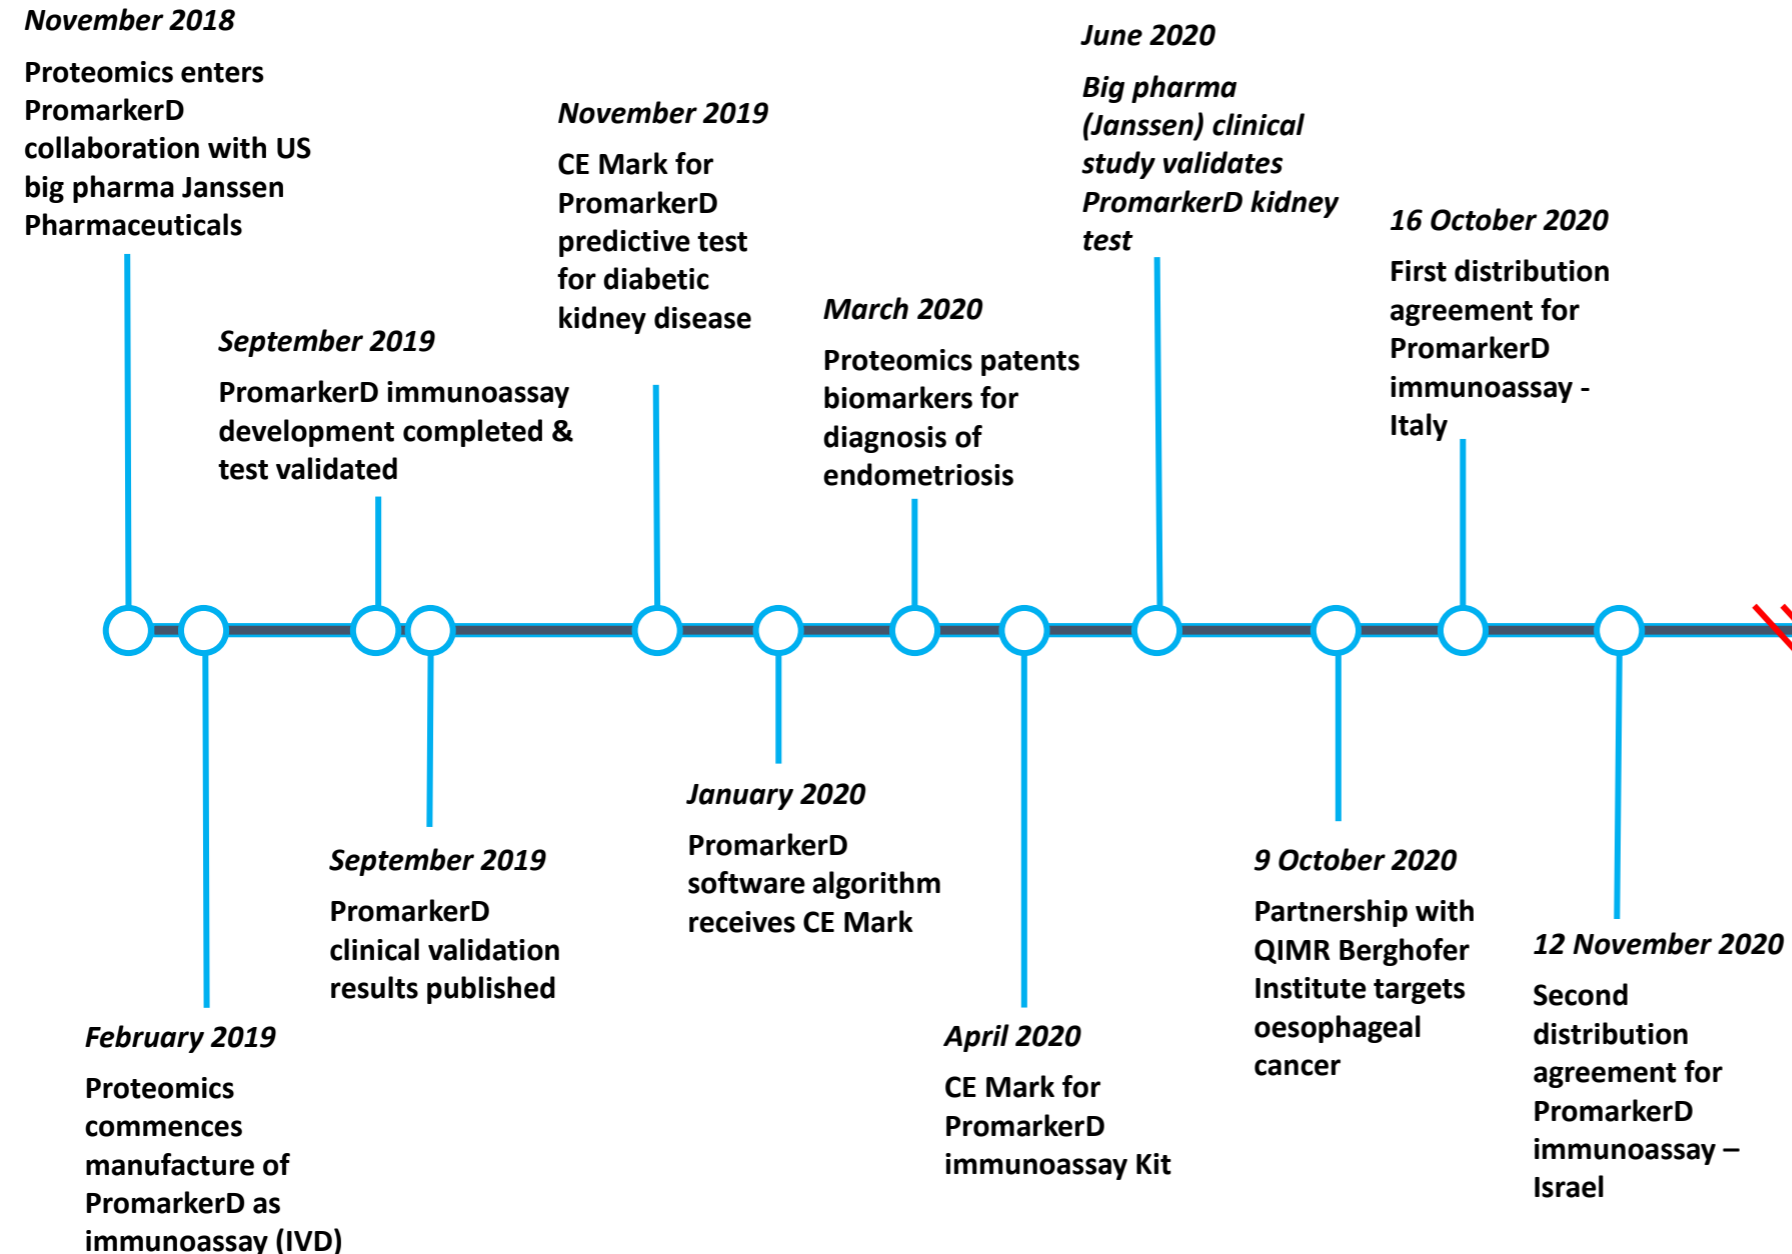 November 2018
Proteomics enters
PromarkerD
collaboration with US
big pharma Janssen
Pharmaceuticals
February 2019
Proteomics
commences
manufacture of
PromarkerD as
immunoassay (IVD)
September 2019
PromarkerD immunoassay
development completed &
test validated
September 2019
PromarkerD
clinical validation
results published
November 2019
CE Mark for
PromarkerD
predictive test
for diabetic
kidney disease
January 2020
PromarkerD
software algorithm
receives CE Mark
March 2020
Proteomics patents
biomarkers for
diagnosis of
endometriosis
April 2020
CE Mark for
PromarkerD
immunoassay Kit
June 2020
Big pharma
(Janssen) clinical
study validates
PromarkerD kidney
test
9 October 2020
Partnership with
QIMR Berghofer
Institute targets
oesophageal
cancer
16 October 2020
First distribution
agreement for
PromarkerD
immunoassay -
Italy
12 November 2020
Second
distribution
agreement for
PromarkerD
immunoassay –
Israel